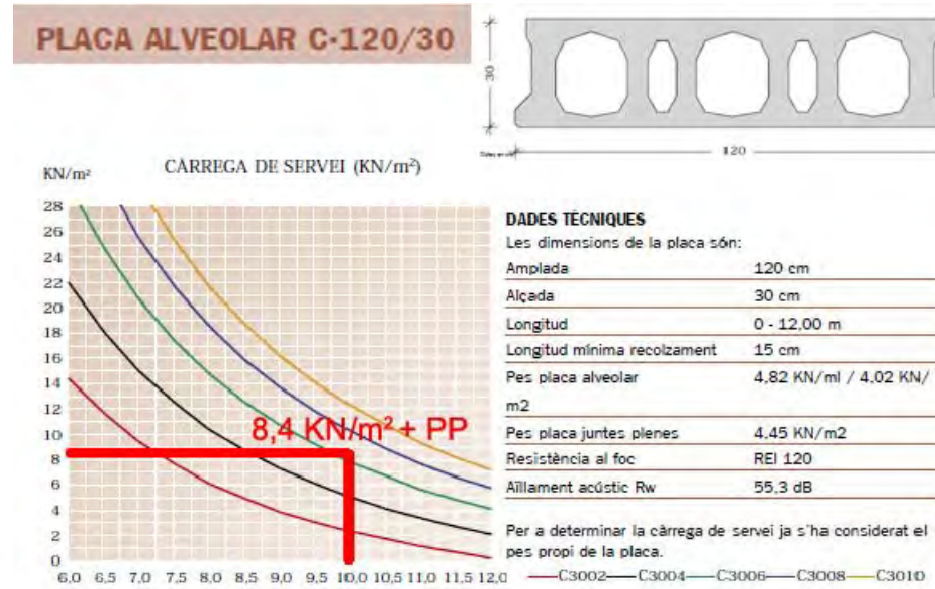 PLACA ALVEOLAR C·120/30
30
120
KN/m²
CÀRREGA DE SERVEI (KN/m²)
28
26
24
22
20
18
16
14
12
10
8
6
4
2
0
6,0 6,5 7,0 7,5 8,0 8,5 9,0 9,5 10,0 10,5 11,0 11,5 12,0
8,4 KN/m² + PP
DADES TÈCNIQUES
Les dimensions de la placa són:
Amplada 120 cm
Alçada 30 cm
Longitud 0 - 12,00 m
Longitud mínima recolzament 15 cm
Pes placa alveolar 4,82 KN/ml / 4,02 KN/
m2
Pes placa juntes plenes 4,45 KN/m2
Resistència al foc REI 120
Aïllament acústic Rw 55,3 dB
Per a determinar la càrrega de servei ja s'ha considerat el
pes propi de la placa.
C3002 C3004 C3006 C3008 C3010